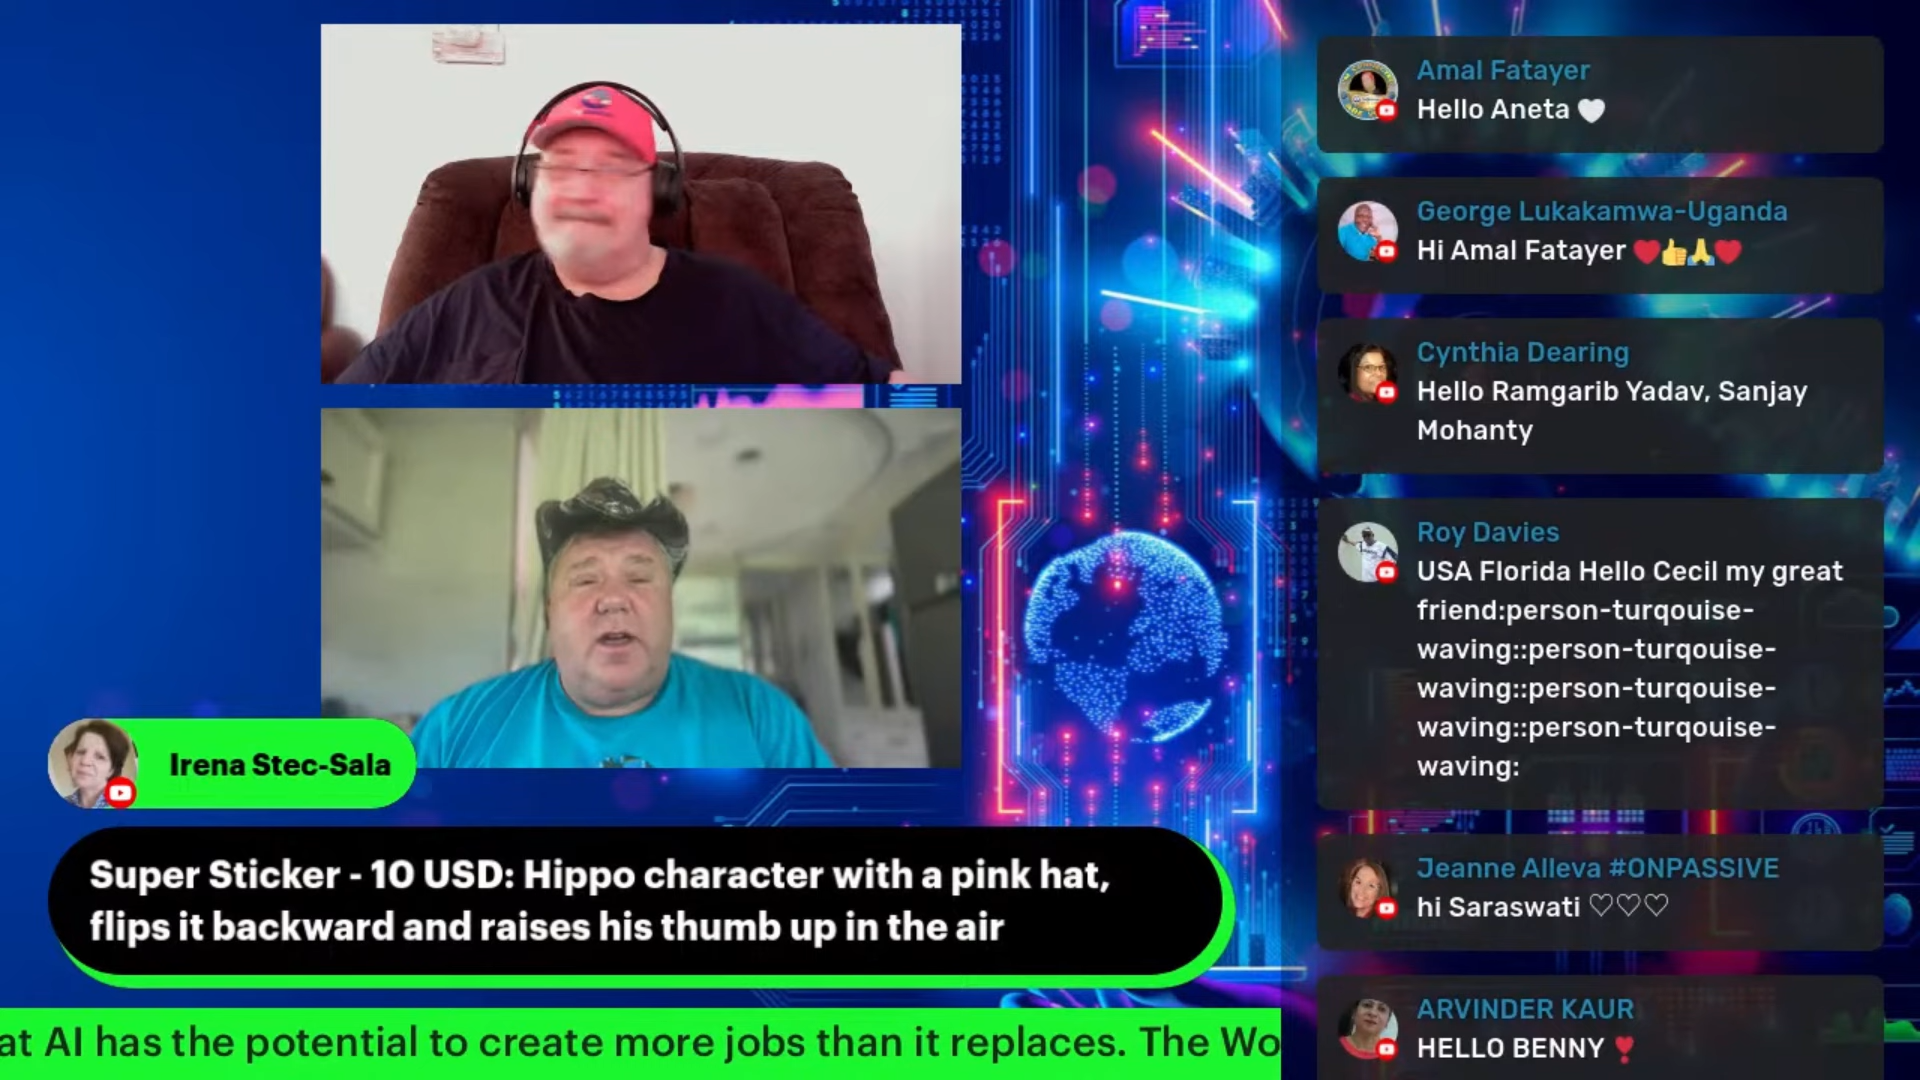 Amal Fatayer
Hello Aneta 🤍
George Lukakamwa-Uganda
Hi Amal Fatayer ❤️👍🙏❤️
Cynthia Dearing
Hello Ramgarib Yadav, Sanjay
Mohanty
Roy Davies
USA Florida Hello Cecil my great
friend:person-turqouise-
waving::person-turqouise-
waving::person-turqouise-
waving::person-turqouise-
waving:
Jeanne Alleva #ONPASSIVE
hi Saraswati ♡♡♡
ARVINDER KAUR
HELLO BENNY ❣️
Irena Stec-Sala
Super Sticker - 10 USD: Hippo character with a pink hat,
flips it backward and raises his thumb up in the air
at AI has the potential to create more jobs than it replaces. The Wo